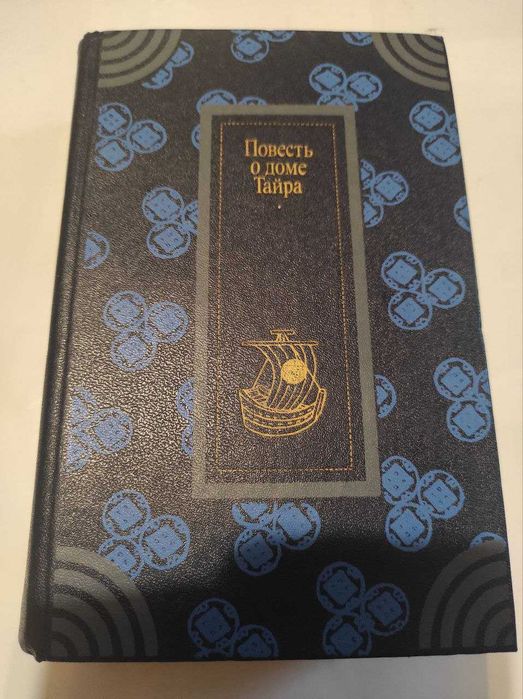 Повесть
о доме
Тайра